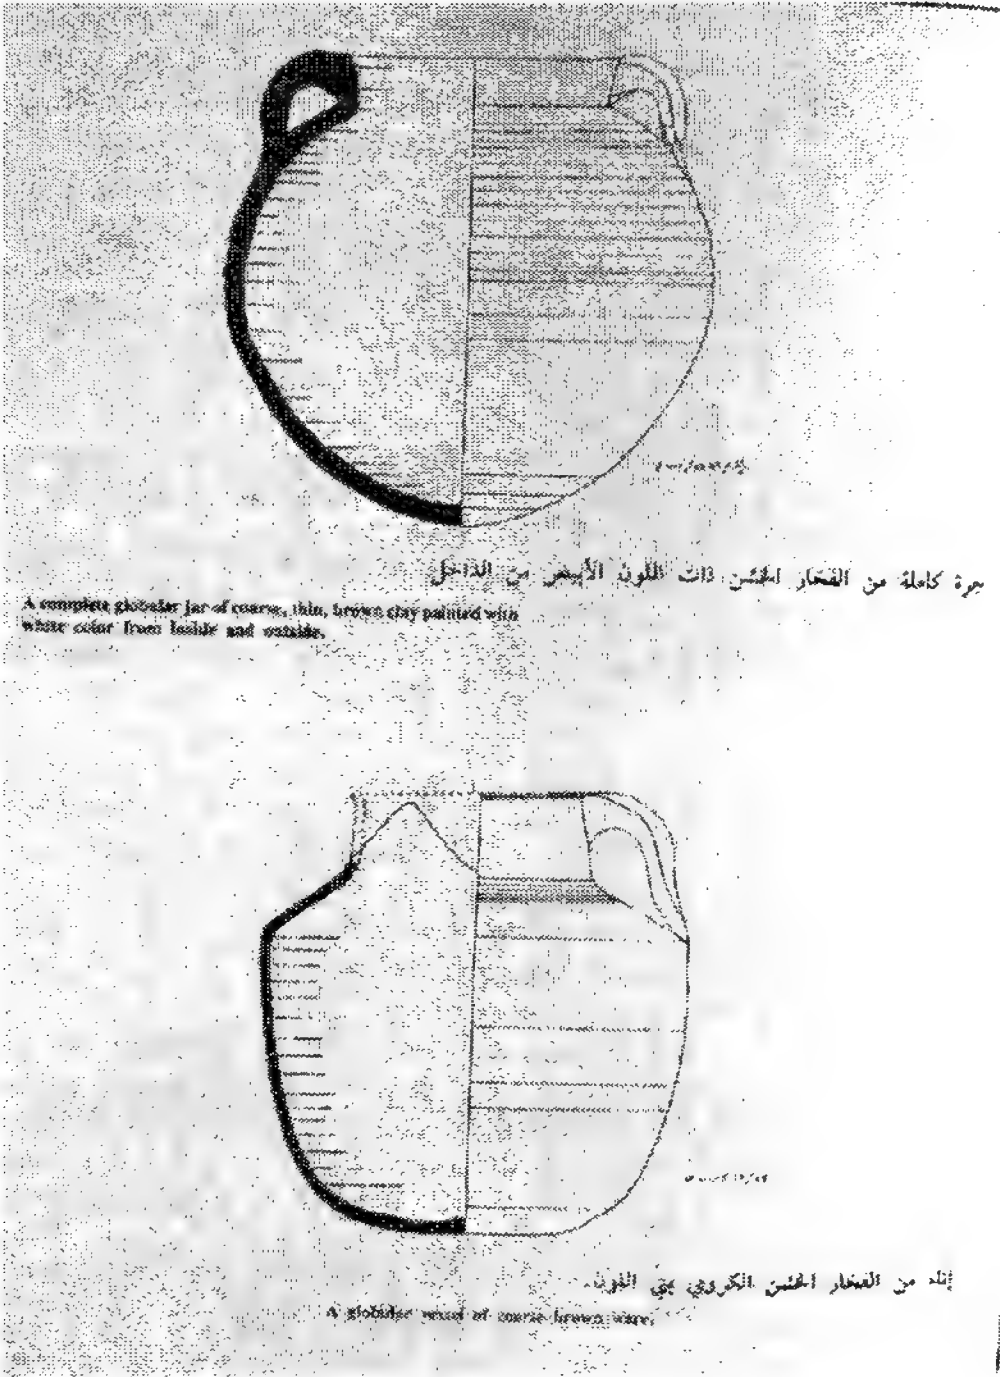 جرة كاملة من الفخار الخشن ذات اللون الأبيض من الداخل
A complete globular jar of coarse, thin, brown clay painted with
white color from inside and outside.
إناء من الفخار الخشن الكروي بني اللون.
A globular vessel of coarse brown ware.